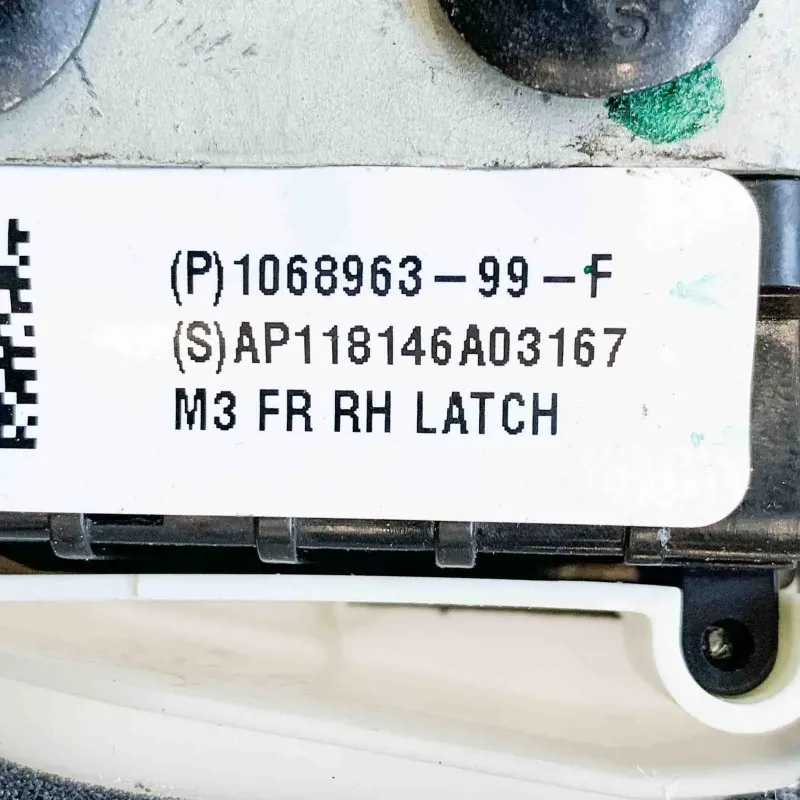 S
(P)1068963-99-F
(S)AP118146A03167
M3 FR RH LATCH